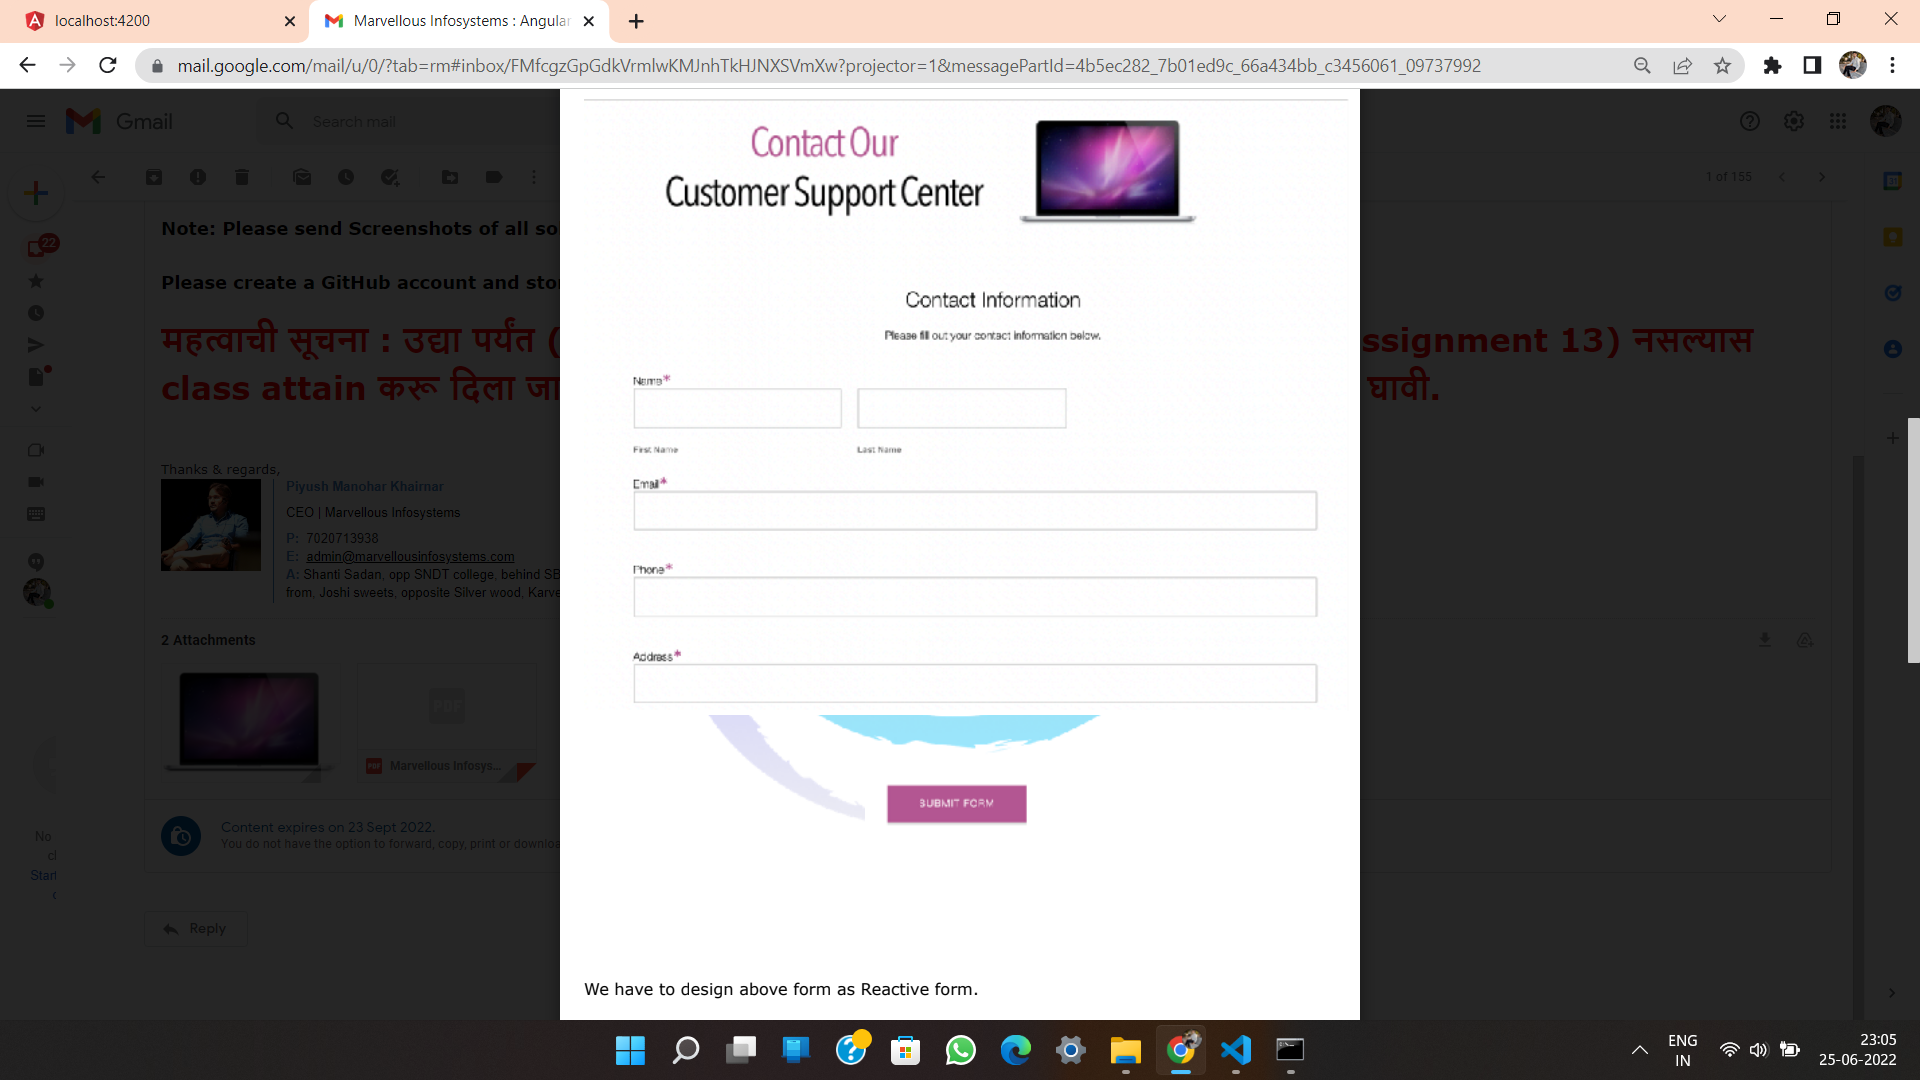 localhost:4200
Marvellous Infosystems : Angular
mail.google.com/mail/u/0/?tab=rm#inbox/FMfcgzGpGdkVrmlwKMJnhTkHJNXSVmXw?projector=1&messagePartId=4b5ec282_7b01ed9c_66a434bb_c3456061_09737992
Gmail
Search mail
1 of 155
22
Note: Please send Screenshots of all so
Please create a GitHub account and sto
महत्वाची सूचना : उद्या पर्यंत (
ssignment 13) नसल्यास
class attain करू दिला जा
घावी.
Thanks & regards,
Piyush Manohar Khairnar
CEO | Marvellous Infosystems
P: 7020713938
E: admin@marvellousinfosystems.com
A: Shanti Sadan, opp SNDT college, behind SB
from, Joshi sweets, opposite Silver wood, Karve
2 Attachments
PDF
PDF Marvellous Infosys...
Content expires on 23 Sept 2022.
You do not have the option to forward, copy, print or downloa
No
Start
Reply
Contact Our
Customer Support Center
Contact Information
Please fill out your contact information below.
Name*
First Name
Last Name
Email*
Phone*
Address*
SUBMIT FORM
We have to design above form as Reactive form.
ENG
IN
23:05
25-06-2022